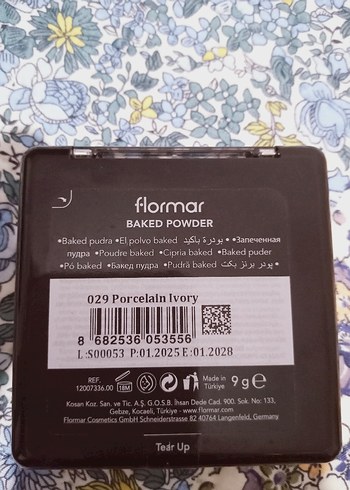 flormar
BAKED POWDER
•Baked pudra •El polvo baked بودرة باكيد • •Запеченная
пудра •Poudre baked •Cipria baked •Baked puder
•Pó baked •Бакед пудра •Pudră baked پودر برنز بکت •
029 Porcelain Ivory
8 682536 053556
L:S00053 P:01.2025 E:01.2028
REF.
12007336.00
18M
Made in
Türkiye
9 g ℮
Kosan Koz. San. ve Tic. A.Ş. G.O.S.B. İhsan Dede Cad. 900. Sok. No: 133,
Gebze, Kocaeli, Türkiye - www.flormar.com
Flormar Cosmetics GmbH Schneiderstrasse 82 40764 Langenfeld, Germany
Tear Up